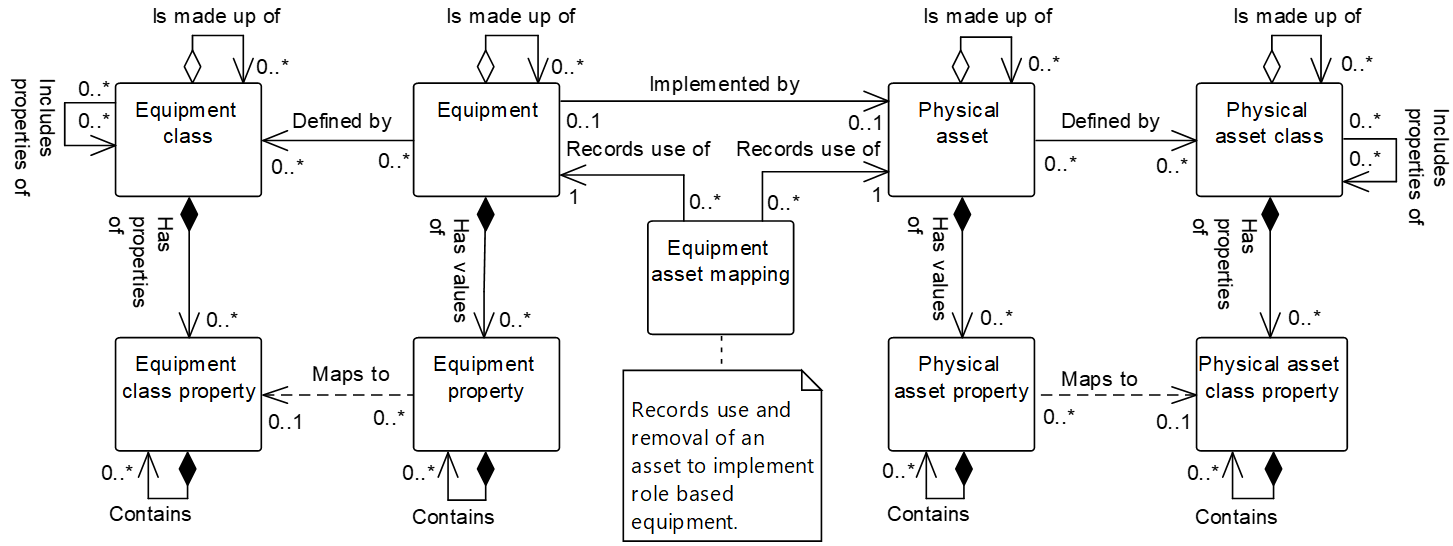 Is made up of
Is made up of
Is made up of
Is made up of
0..*
0..*
0..*
0..*
Includes
properties of
0..*
0..*
Equipment
class
Defined by
0..*
0..*
Equipment
Implemented by
0..1
0..1
Records use of
Records use of
1
1
0..*
0..*
Physical
asset
Defined by
0..*
0..*
Physical
asset class
0..*
0..*
Includes
properties of
Has
properties
of
0..*
Has values
of
0..*
Equipment
asset mapping
Has values
of
0..*
Has
properties
of
0..*
Equipment
class property
Maps to
0..1
0..*
Equipment
property
Physical
asset property
Maps to
0..*
0..1
Physical asset
class property
Records use and
removal of an
asset to implement
role based
equipment.
0..*
0..*
0..*
0..*
Contains
Contains
Contains
Contains